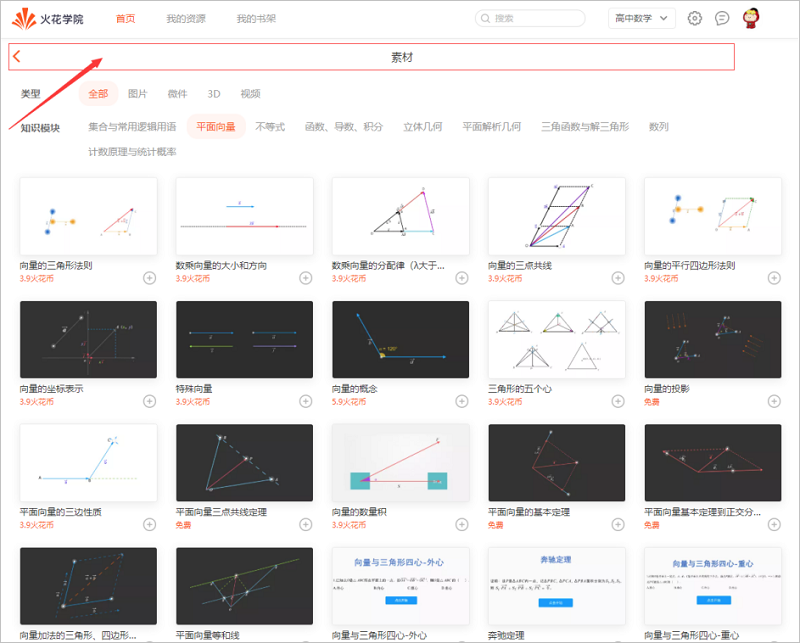 火花学院 首页 我的资源 我的书架 搜索 高中数学
素材
类型 全部 图片 微件 3D 视频
知识模块 集合与常用逻辑用语 平面向量 不等式 函数、导数、积分 立体几何 平面解析几何 三角函数与解三角形 数列
计数原理与统计概率
向量的三角形法则 数乘向量的大小和方向 数乘向量的分配律（λ大于... 向量的三点共线 向量的平行四边形法则
3.9火花币 3.9火花币 3.9火花币 3.9火花币 3.9火花币
向量的坐标表示 特殊向量 向量的概念 三角形的五个心 向量的投影
3.9火花币 3.9火花币 5.9火花币 3.9火花币 免费
平面向量的三边性质 平面向量三点共线定理 向量的数量积 平面向量的基本定理 平面向量基本定理到正交分...
3.9火花币 免费 3.9火花币 免费 免费
向量与三角形四心-外心 奔驰定理 向量与三角形四心-重心
向量加法的三角形、四边形... 平面向量等和线 向量与三角形四心-外心 奔驰定理 向量与三角形四心-重心